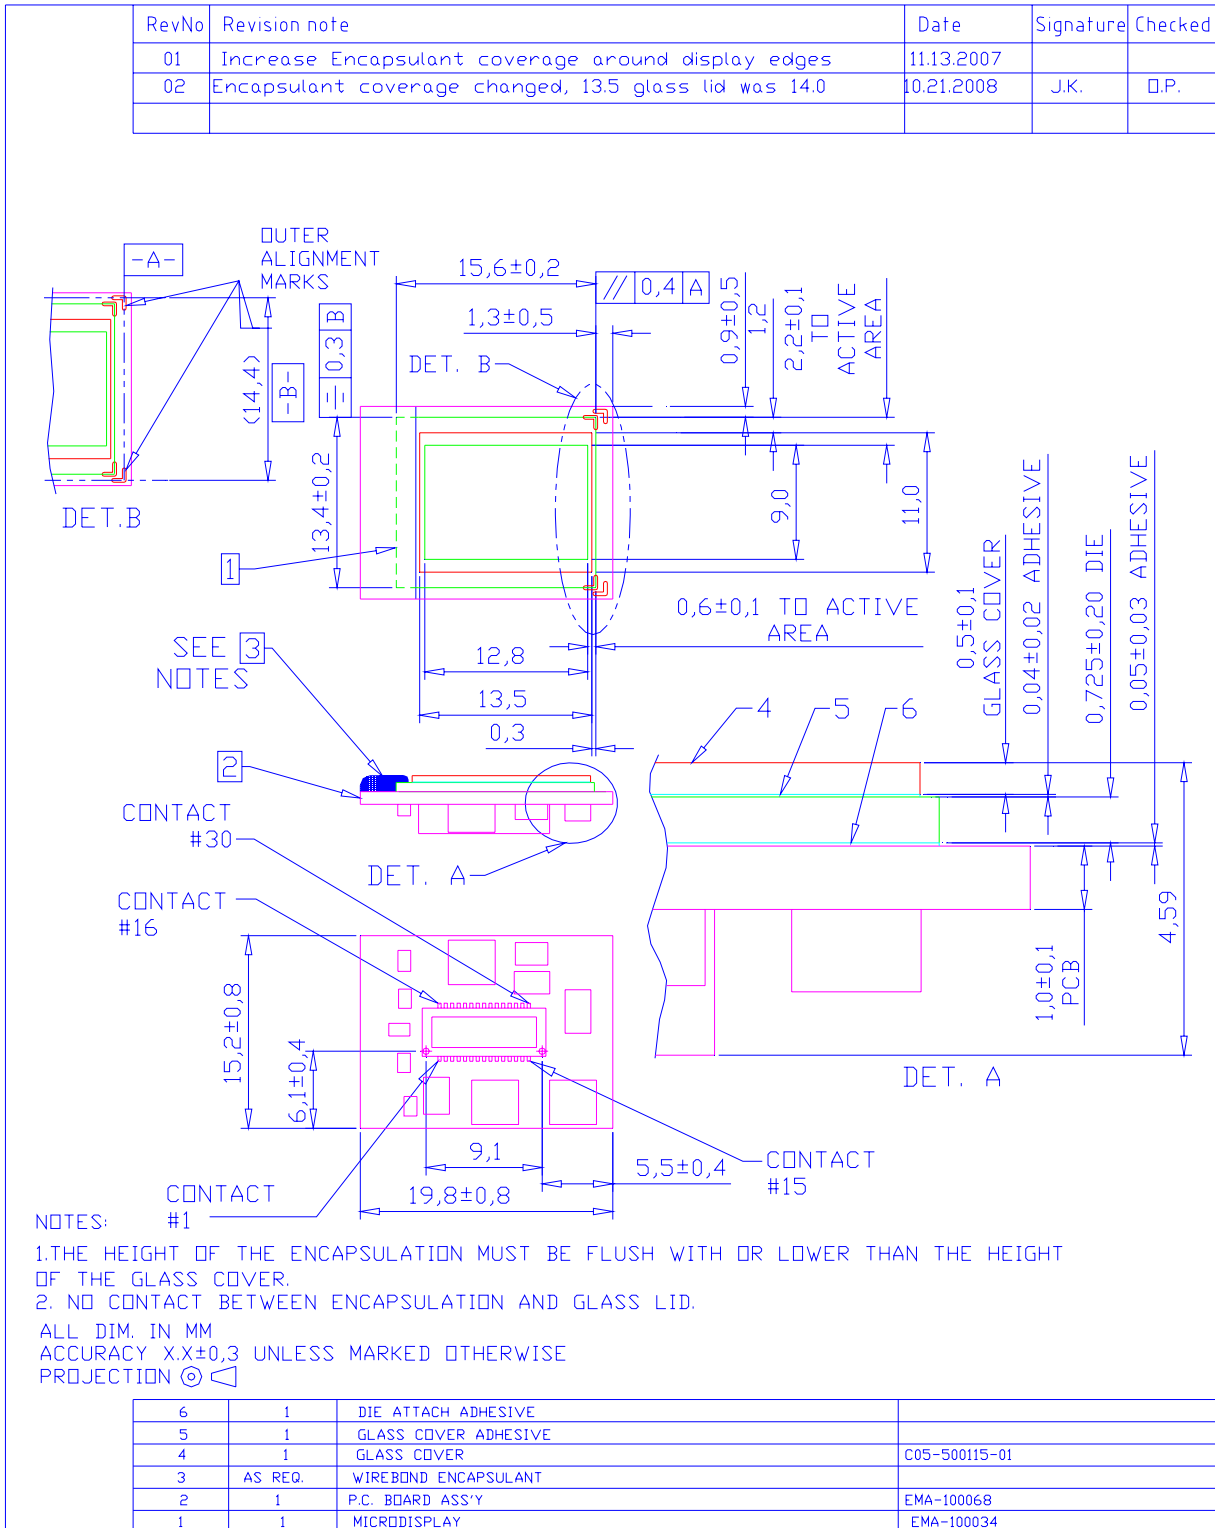 RevNo Revision note Date Signature Checked
01 Increase Encapsulant coverage around display edges 11.13.2007
02 Encapsulant coverage changed, 13.5 glass lid was 14.0 10.21.2008 J.K. O.P.
OUTER
ALIGNMENT
MARKS
-A-
15,6±0,2
// 0,4 A
1,3±0,5
0,9±0,5
1,2
2,2±0,1
TO
ACTIVE
AREA
DET. B
0,3 B
(14,4)
-B-
DET.B
13,4±0,2
9,0
11,0
1
0,6±0,1 TO ACTIVE
AREA
0,5±0,1
GLASS COVER
0,04±0,02 ADHESIVE
0,725±0,20 DIE
0,05±0,03 ADHESIVE
SEE 3
NOTES
12,8
13,5
0,3
4
5
6
2
CONTACT
#30
DET. A
CONTACT
#16
4,59
1,0±0,1
PCB
15,2±0,8
6,1±0,4
DET. A
9,1
5,5±0,4
CONTACT
#15
19,8±0,8
CONTACT
#1
NOTES:
1.THE HEIGHT OF THE ENCAPSULATION MUST BE FLUSH WITH OR LOWER THAN THE HEIGHT
OF THE GLASS COVER.
2. NO CONTACT BETWEEN ENCAPSULATION AND GLASS LID.
ALL DIM. IN MM
ACCURACY X.X±0,3 UNLESS MARKED OTHERWISE
PROJECTION
6 1 DIE ATTACH ADHESIVE
5 1 GLASS COVER ADHESIVE
4 1 GLASS COVER C05-500115-01
3 AS REQ. WIREBOND ENCAPSULANT
2 1 P.C. BOARD ASS'Y EMA-100068
1 1 MICRODISPLAY EMA-100034